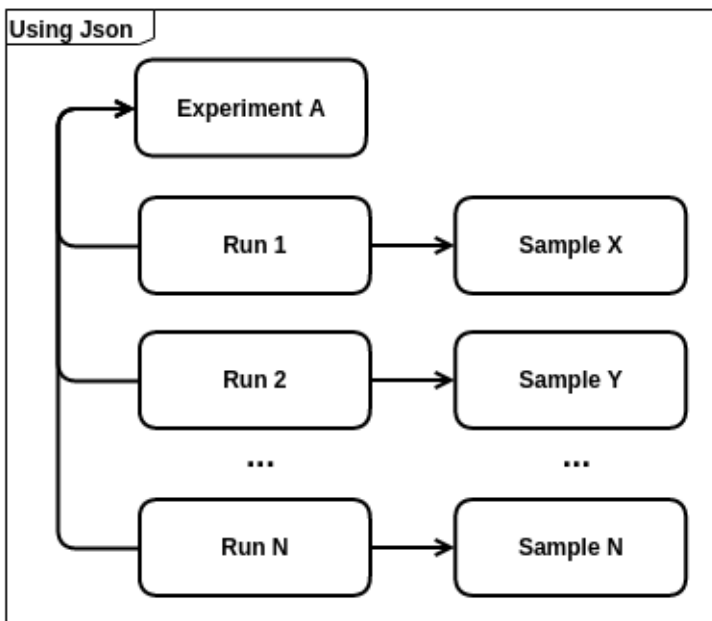 Using Json
Experiment A
Run 1
Sample X
Run 2
Sample Y
...
...
Run N
Sample N